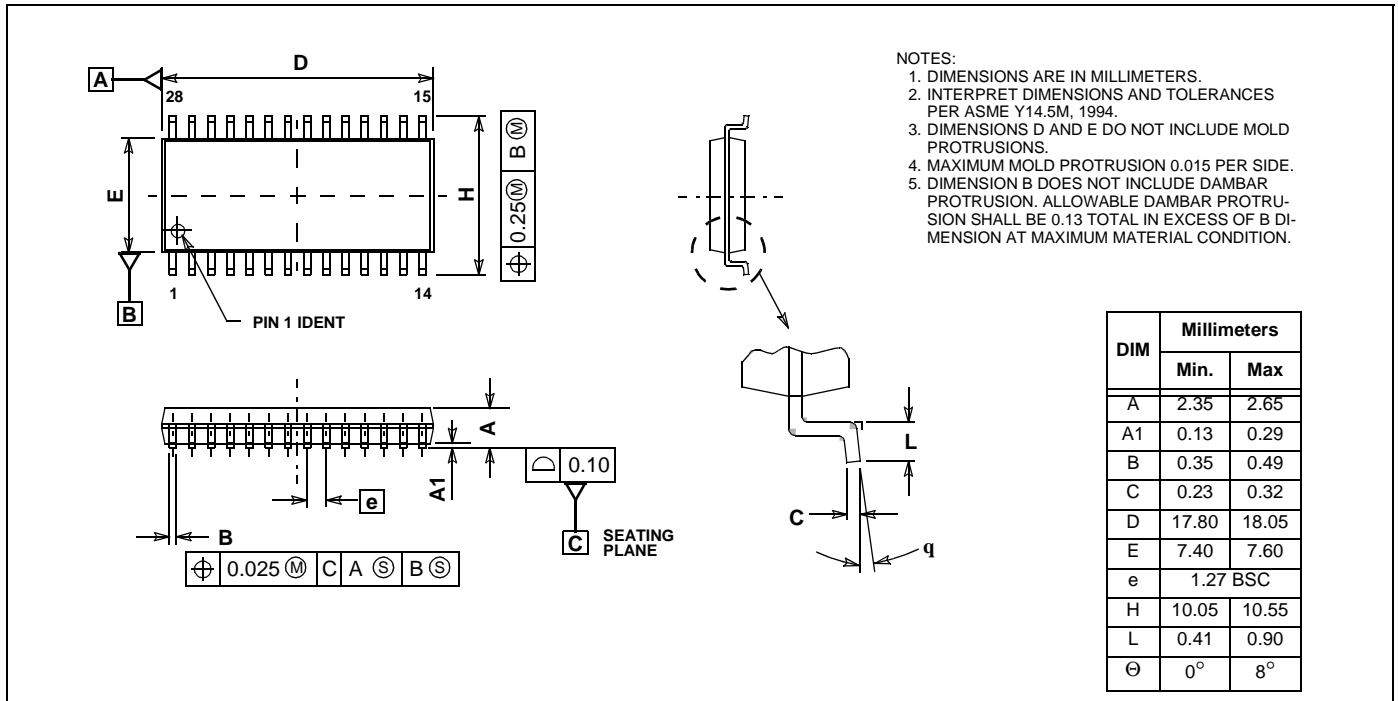 D
A
28 15
E
H
⌖ 0.25Ⓜ B Ⓜ
B
1 14
PIN 1 IDENT
NOTES:
1. DIMENSIONS ARE IN MILLIMETERS.
2. INTERPRET DIMENSIONS AND TOLERANCES
PER ASME Y14.5M, 1994.
3. DIMENSIONS D AND E DO NOT INCLUDE MOLD
PROTRUSIONS.
4. MAXIMUM MOLD PROTRUSION 0.015 PER SIDE.
5. DIMENSION B DOES NOT INCLUDE DAMBAR
PROTRUSION. ALLOWABLE DAMBAR PROTRU-
SION SHALL BE 0.13 TOTAL IN EXCESS OF B DI-
MENSION AT MAXIMUM MATERIAL CONDITION.
A
A1
e
B
⌖ 0.025 Ⓜ C A Ⓢ B Ⓢ
0.10
C SEATING
PLANE
L
C
q
DIM Millimeters
Min. Max
A 2.35 2.65
A1 0.13 0.29
B 0.35 0.49
C 0.23 0.32
D 17.80 18.05
E 7.40 7.60
e 1.27 BSC
H 10.05 10.55
L 0.41 0.90
Θ 0° 8°